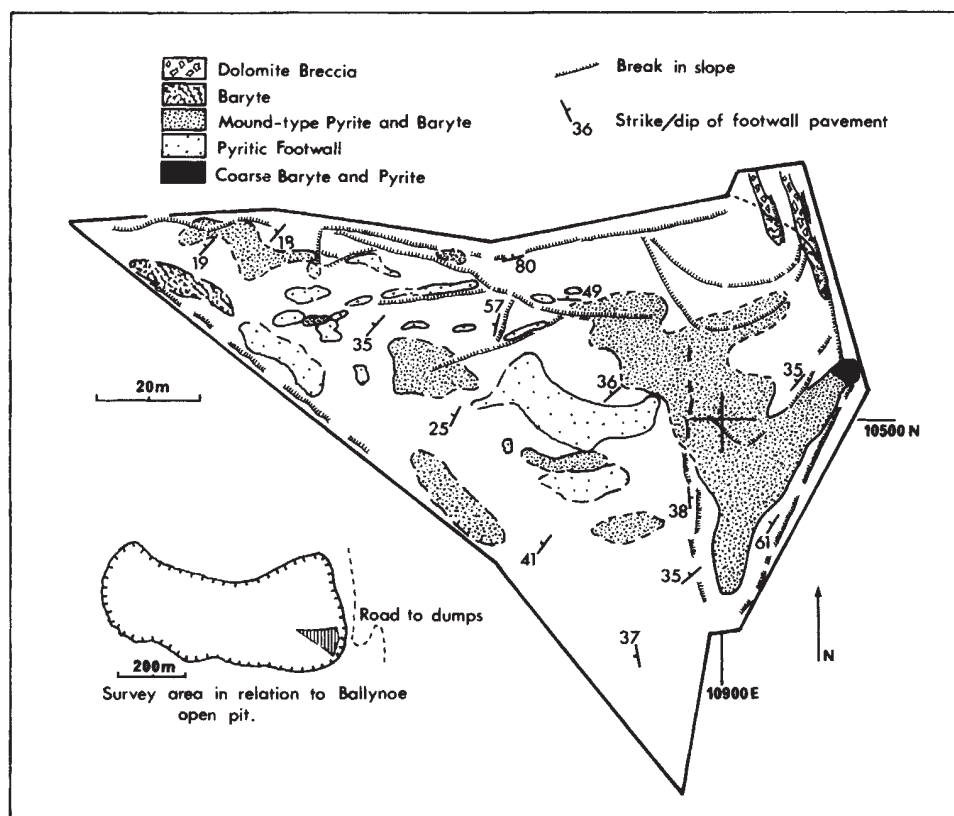 Dolomite Breccia
Baryte
Mound-type Pyrite and Baryte
Pyritic Footwall
Coarse Baryte and Pyrite
Break in slope
36 Strike/dip of footwall pavement
19
18
80
49
57
35
36
35
25
20m
10500 N
38
61
41
35
37
10900 E
N
Road to dumps
200m
Survey area in relation to Ballynoe
open pit.